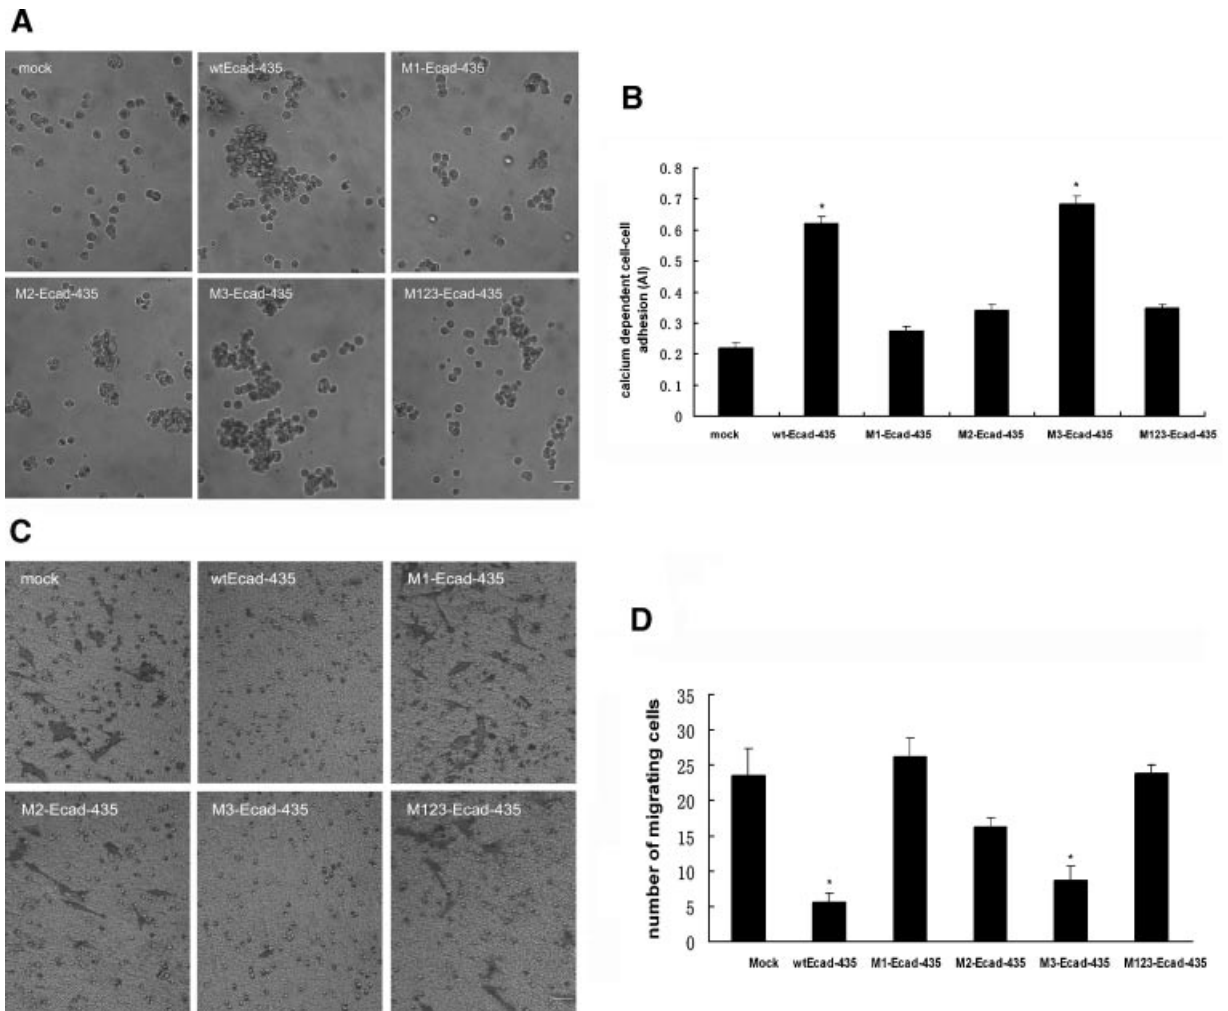 A
mock
wtEcad-435
M1-Ecad-435
M2-Ecad-435
M3-Ecad-435
M123-Ecad-435
B
calcium dependent cell-cell
adhesion (AI)
0.8
0.7
0.6
0.5
0.4
0.3
0.2
0.1
0
*
*
mock
wt-Ecad-435
M1-Ecad-435
M2-Ecad-435
M3-Ecad-435
M123-Ecad-435
C
mock
wtEcad-435
M1-Ecad-435
M2-Ecad-435
M3-Ecad-435
M123-Ecad-435
D
number of migrating cells
35
30
25
20
15
10
5
0
*
*
Mock
wtEcad-435
M1-Ecad-435
M2-Ecad-435
M3-Ecad-435
M123-Ecad-435